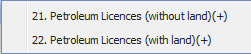 21. Petroleum Licences (without land)(+)
22. Petroleum Licences (with land)(+)